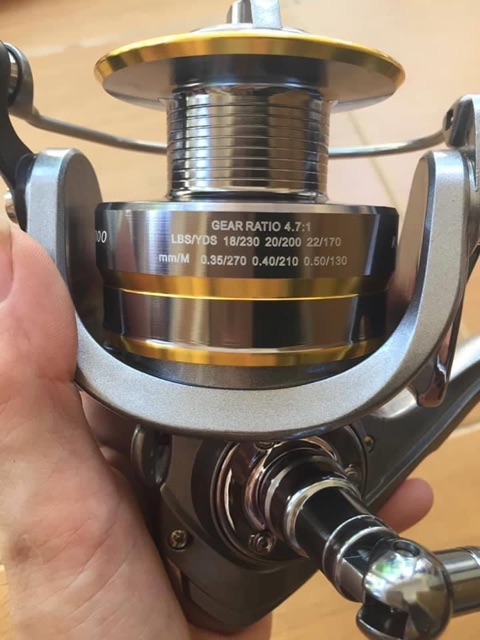 GEAR RATIO 4.7:1
LBS/YDS 18/230 20/200 22/170
mm/M 0.35/270 0.40/210 0.50/130